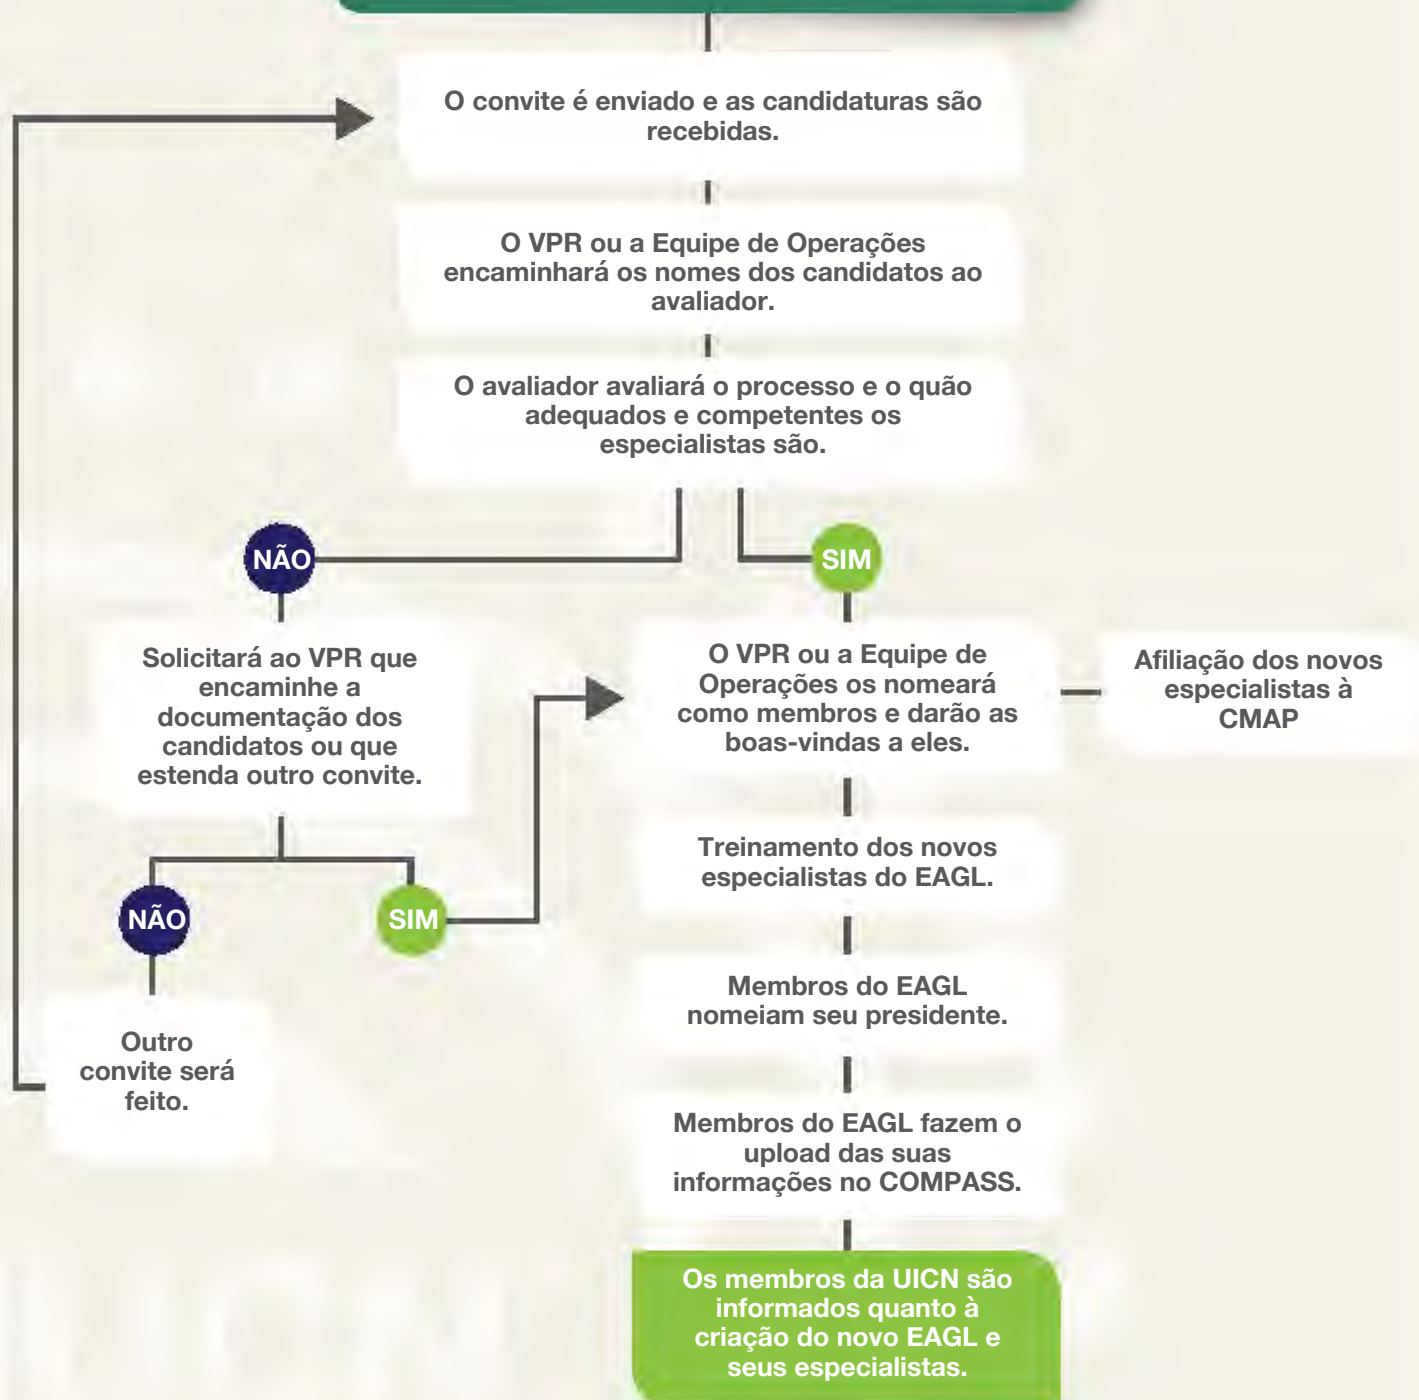 O convite é enviado e as candidaturas são
recebidas.
O VPR ou a Equipe de Operações
encaminhará os nomes dos candidatos ao
avaliador.
O avaliador avaliará o processo e o quão
adequados e competentes os
especialistas são.
NÃO
SIM
Solicitará ao VPR que
encaminhe a
documentação dos
candidatos ou que
estenda outro convite.
O VPR ou a Equipe de
Operações os nomeará
como membros e darão as
boas-vindas a eles.
Afiliação dos novos
especialistas à
CMAP
Treinamento dos novos
especialistas do EAGL.
NÃO
SIM
Membros do EAGL
nomeiam seu presidente.
Outro
convite será
feito.
Membros do EAGL fazem o
upload das suas
informações no COMPASS.
Os membros da UICN são
informados quanto à
criação do novo EAGL e
seus especialistas.
UICN